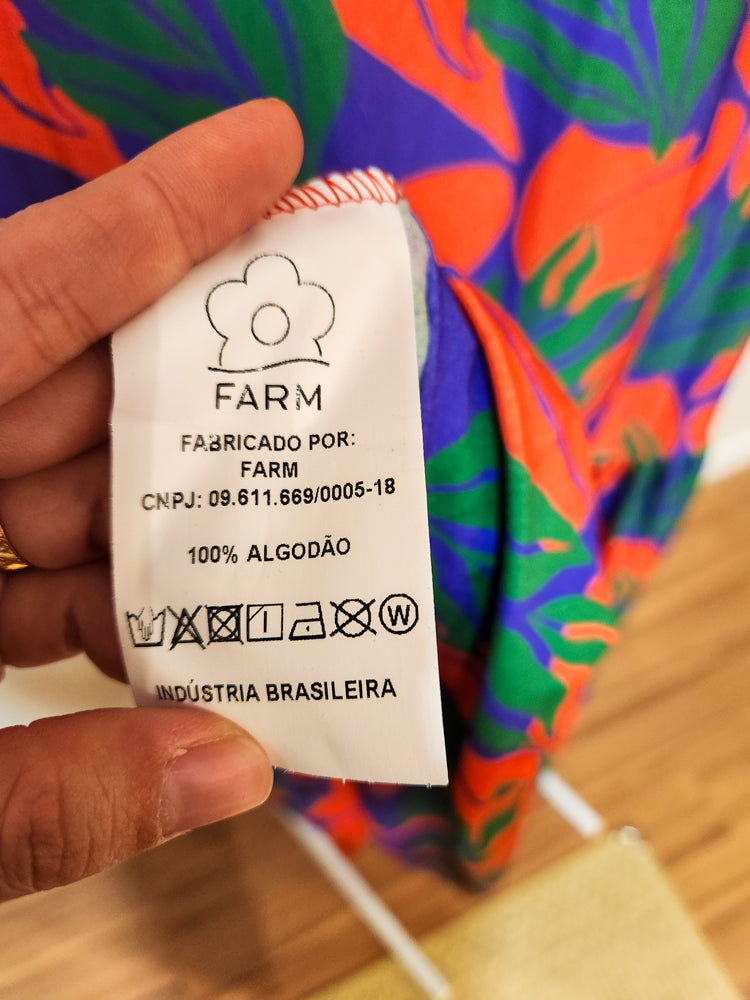 FARM
FABRICADO POR:
FARM
CNPJ: 09.611.669/0005-18
100% ALGODÃO
W
INDÚSTRIA BRASILEIRA